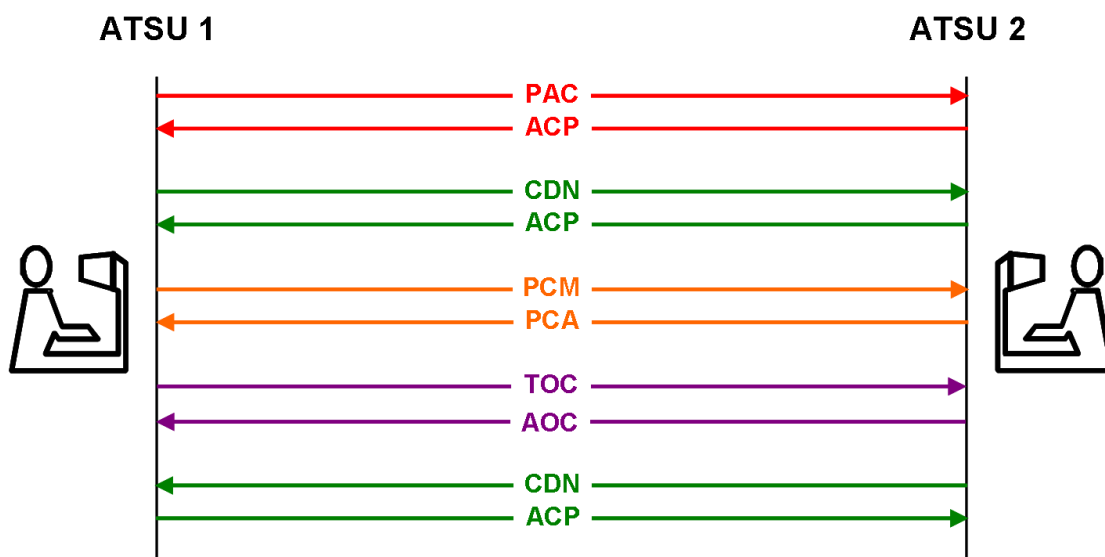 ATSU 1 ATSU 2
PAC
ACP
CDN
ACP
PCM
PCA
TOC
AOC
CDN
ACP